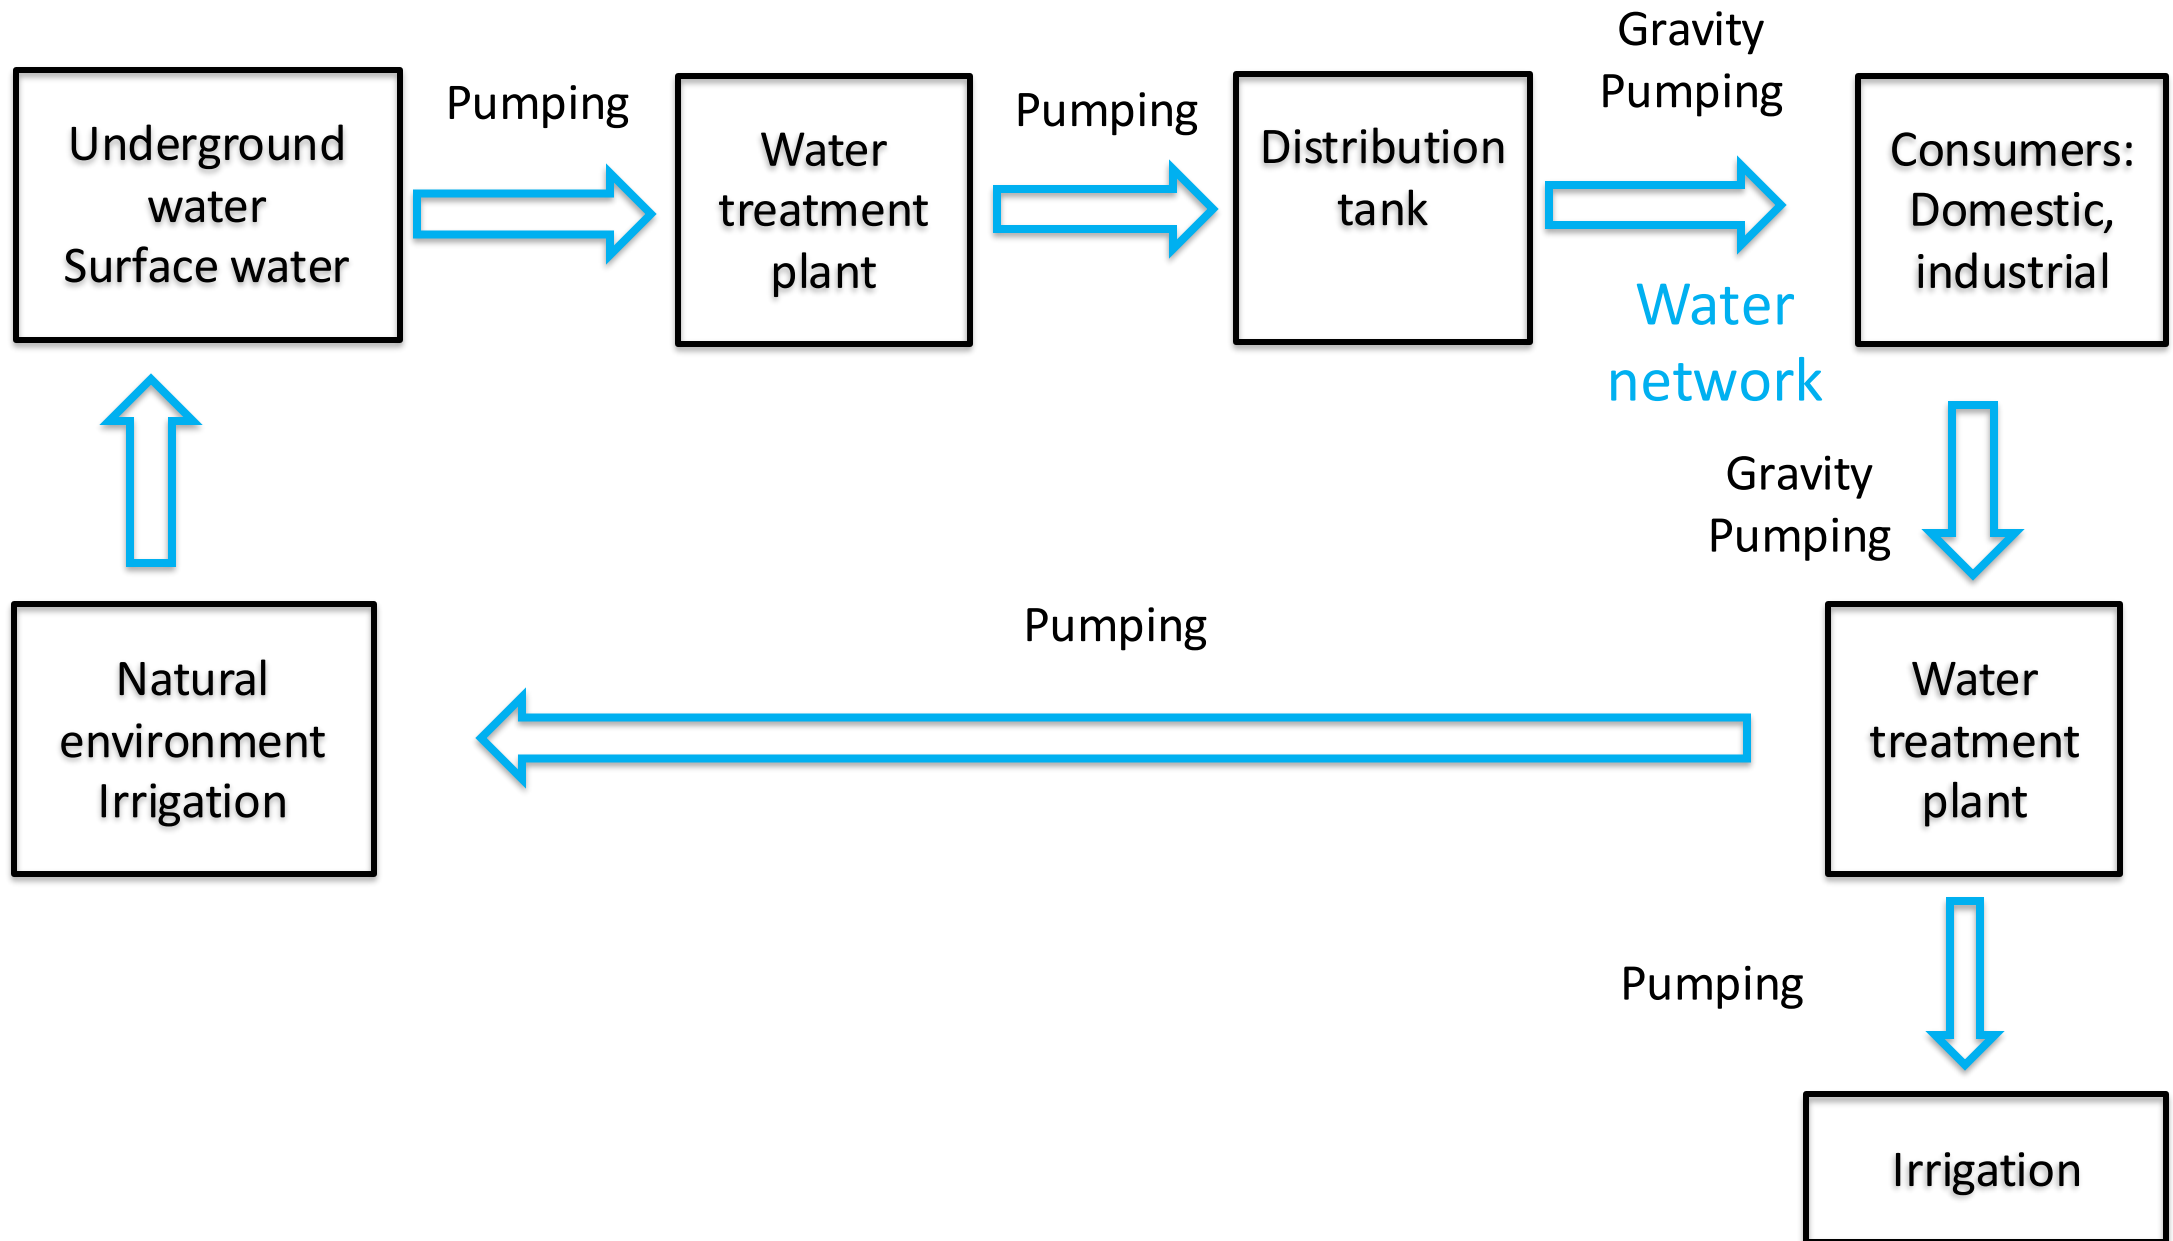 Underground
water
Surface water
Pumping
Water
treatment
plant
Pumping
Distribution
tank
Gravity
Pumping
Water
network
Consumers:
Domestic,
industrial
Gravity
Pumping
Water
treatment
plant
Pumping
Natural
environment
Irrigation
Pumping
Irrigation